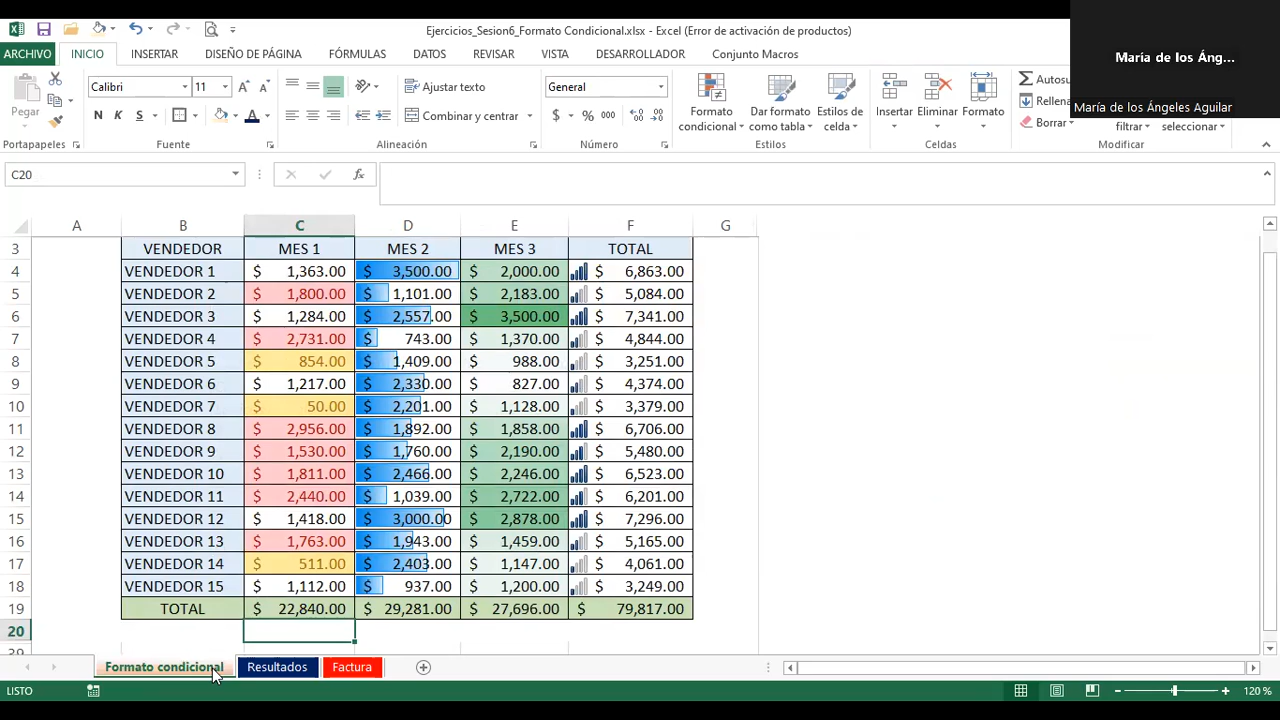 Ejercicios_Sesion6_Formato Condicional.xlsx - Excel (Error de activación de productos)
María de los Áng...
María de los Ángeles Aguilar
ARCHIVO INICIO INSERTAR DISEÑO DE PÁGINA FÓRMULAS DATOS REVISAR VISTA DESARROLLADOR Conjunto Macros
Pegar
Calibri 11
N K S
Ajustar texto
Combinar y centrar
General
$ % 000
Formato condicional
Dar formato como tabla
Estilos de celda
Insertar Eliminar Formato
Autosu
Rellena
Borrar
filtrar seleccionar
Portapapeles Fuente Alineación Número Estilos Celdas Modificar
C20 fx
A B C D E F G
3 VENDEDOR MES 1 MES 2 MES 3 TOTAL
4 VENDEDOR 1 $ 1,363.00 $ 3,500.00 $ 2,000.00 $ 6,863.00
5 VENDEDOR 2 $ 1,800.00 $ 1,101.00 $ 2,183.00 $ 5,084.00
6 VENDEDOR 3 $ 1,284.00 $ 2,557.00 $ 3,500.00 $ 7,341.00
7 VENDEDOR 4 $ 2,731.00 $ 743.00 $ 1,370.00 $ 4,844.00
8 VENDEDOR 5 $ 854.00 $ 1,409.00 $ 988.00 $ 3,251.00
9 VENDEDOR 6 $ 1,217.00 $ 2,330.00 $ 827.00 $ 4,374.00
10 VENDEDOR 7 $ 50.00 $ 2,201.00 $ 1,128.00 $ 3,379.00
11 VENDEDOR 8 $ 2,956.00 $ 1,892.00 $ 1,858.00 $ 6,706.00
12 VENDEDOR 9 $ 1,530.00 $ 1,760.00 $ 2,190.00 $ 5,480.00
13 VENDEDOR 10 $ 1,811.00 $ 2,466.00 $ 2,246.00 $ 6,523.00
14 VENDEDOR 11 $ 2,440.00 $ 1,039.00 $ 2,722.00 $ 6,201.00
15 VENDEDOR 12 $ 1,418.00 $ 3,000.00 $ 2,878.00 $ 7,296.00
16 VENDEDOR 13 $ 1,763.00 $ 1,943.00 $ 1,459.00 $ 5,165.00
17 VENDEDOR 14 $ 511.00 $ 2,403.00 $ 1,147.00 $ 4,061.00
18 VENDEDOR 15 $ 1,112.00 $ 937.00 $ 1,200.00 $ 3,249.00
19 TOTAL $ 22,840.00 $ 29,281.00 $ 27,696.00 $ 79,817.00
20
Formato condicional Resultados Factura
LISTO 120 %